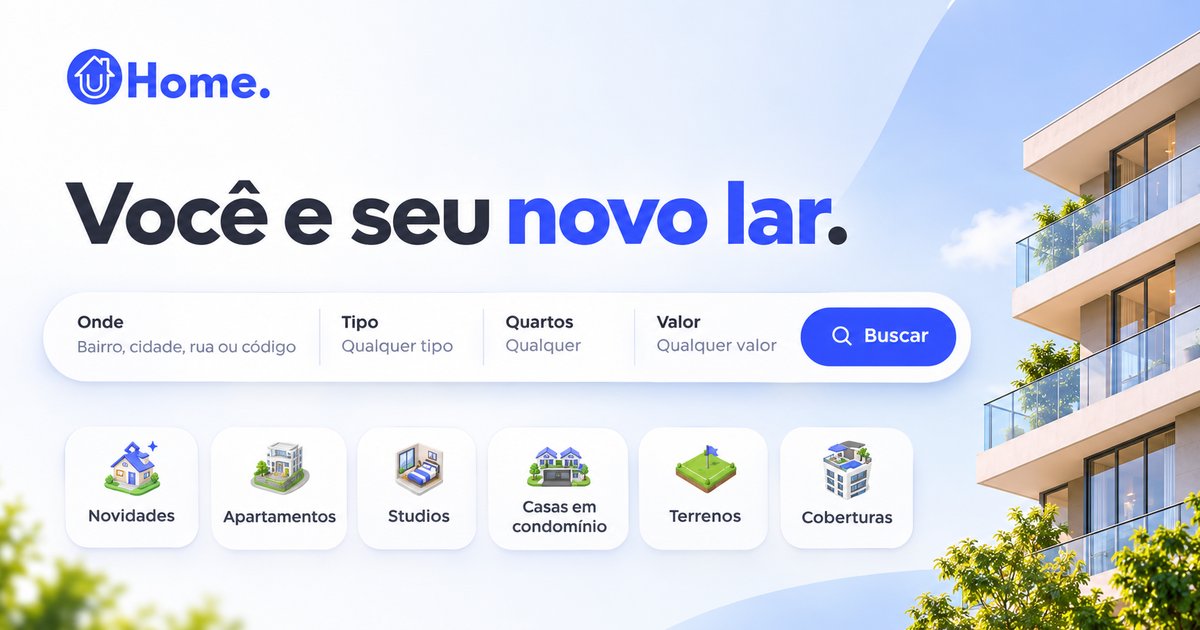 Home.
Você e seu novo lar.
Onde
Bairro, cidade, rua ou código
Tipo
Qualquer tipo
Quartos
Qualquer
Valor
Qualquer valor
Buscar
Novidades
Apartamentos
Studios
Casas em
condomínio
Terrenos
Coberturas